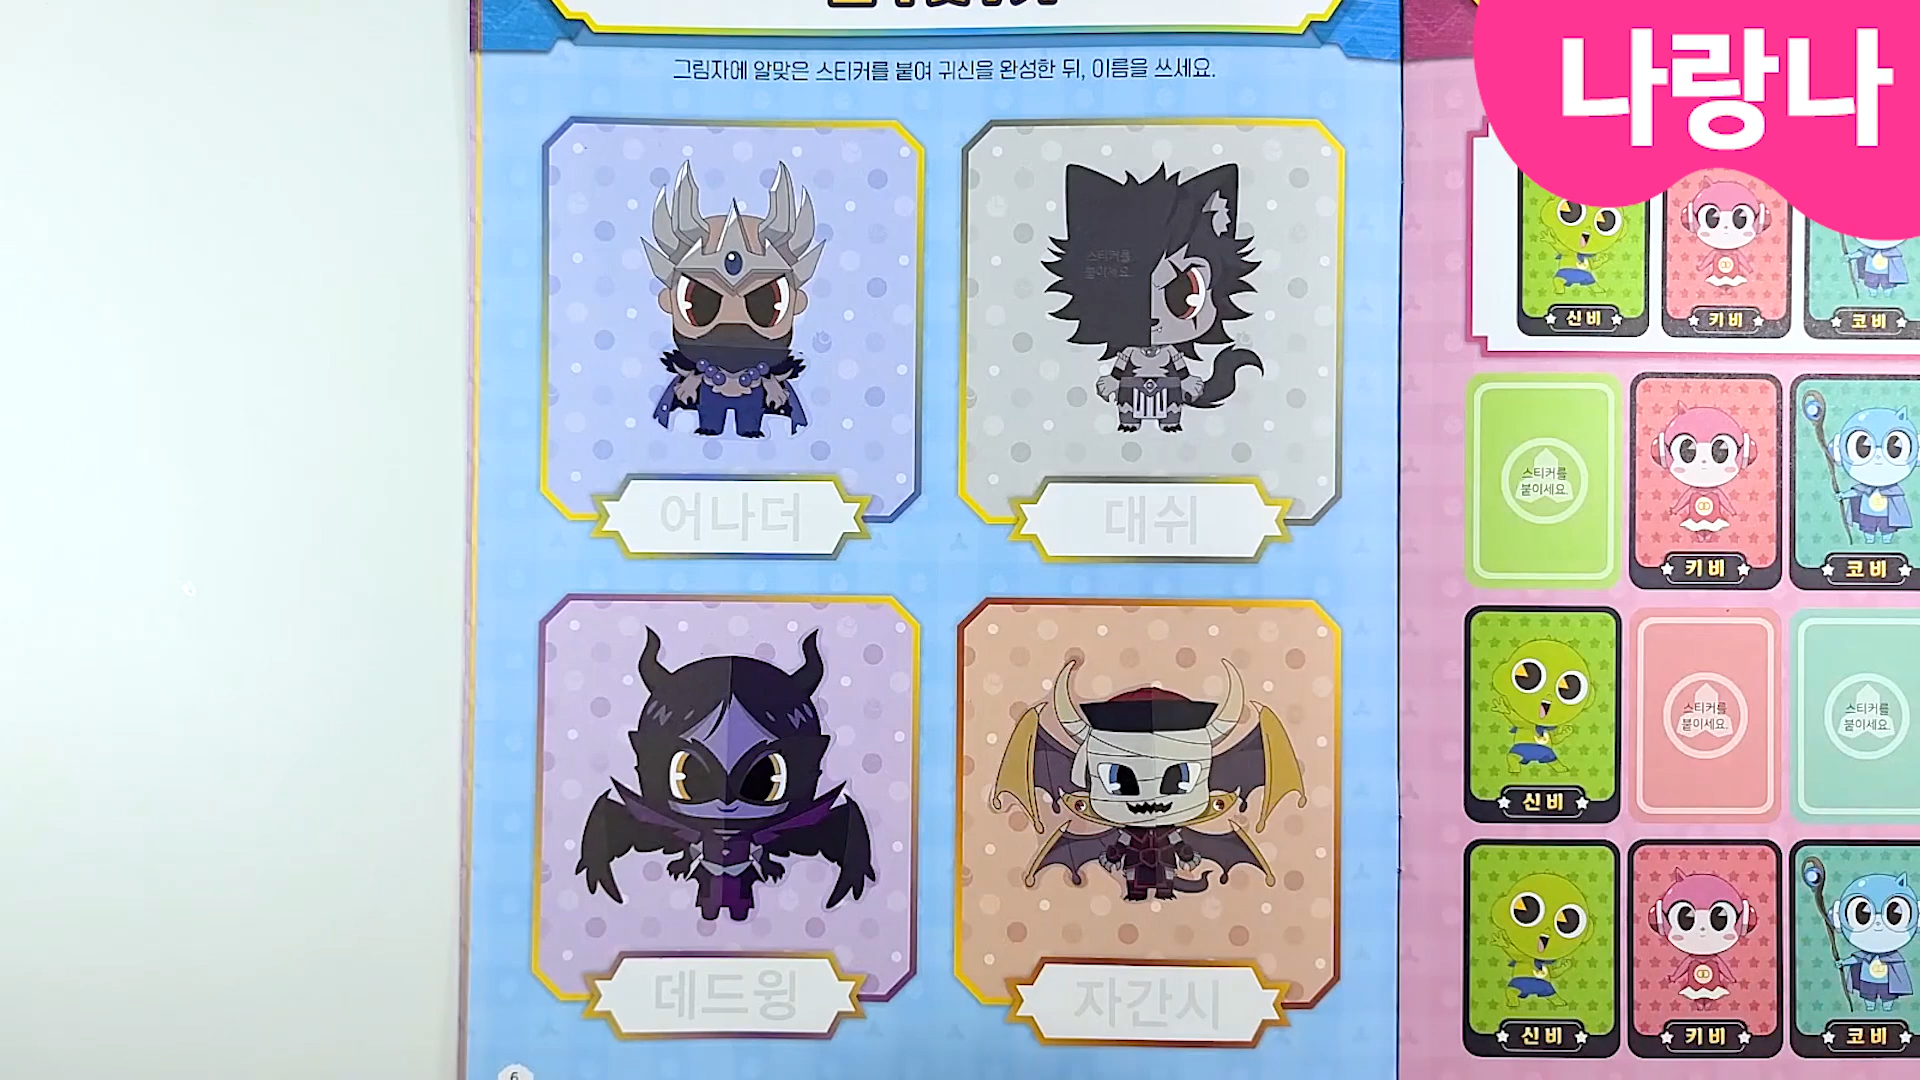 그림자에 알맞은 스티커를 붙여 귀신을 완성한 뒤, 이름을 쓰세요.
나랑나
스티커를
붙이세요.
어나더
대쉬
데드윙
자간시
6
신비
키비
코비
스티커를
붙이세요.
키비
코비
신비
스티커를
붙이세요.
스티커를
붙이세요.
신비
키비
코비